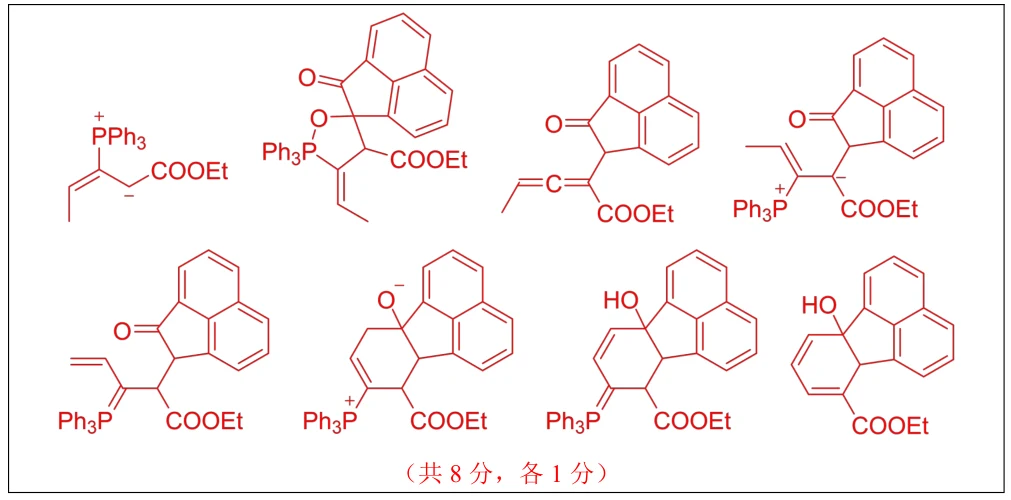 +
PPh3
COOEt
−
O
O
Ph3P
COOEt
O
C
COOEt
O
+
Ph3P
−
COOEt
O
Ph3P
COOEt
O−
+
Ph3P
COOEt
HO
Ph3P
COOEt
HO
COOEt
（共 8 分，各 1 分）